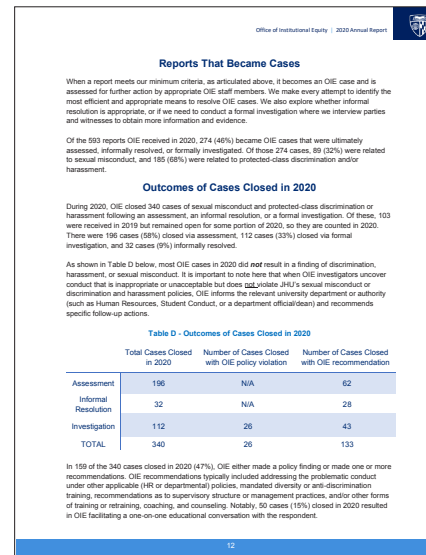 Office of Institutional Equity | 2020 Annual Report
Reports That Became Cases
When a report meets our minimum criteria, as articulated above, it becomes an OIE case and is
assessed for further action by appropriate OIE staff members. We make every attempt to identify the
most efficient and appropriate means to resolve OIE cases. We also explore whether informal
resolution is appropriate, or if we need to conduct a formal investigation where we interview parties
and witnesses to obtain more information and evidence.
Of the 593 reports OIE received in 2020, 274 (46%) became OIE cases that were ultimately
assessed, informally resolved, or formally investigated. Of those 274 cases, 89 (32%) were related
to sexual misconduct, and 185 (68%) were related to protected-class discrimination and/or
harassment.
Outcomes of Cases Closed in 2020
During 2020, OIE closed 340 cases of sexual misconduct and protected-class discrimination or
harassment following an assessment, an informal resolution, or a formal investigation. Of these, 103
were received in 2019 but remained open for some portion of 2020, so they are counted in 2020.
There were 196 cases (58%) closed via assessment, 112 cases (33%) closed via formal
investigation, and 32 cases (9%) informally resolved.
As shown in Table D below, most OIE cases in 2020 did not result in a finding of discrimination,
harassment, or sexual misconduct. It is important to note here that when OIE investigators uncover
conduct that is inappropriate or unacceptable but does not violate JHU's sexual misconduct or
discrimination and harassment policies, OIE informs the relevant university department or authority
(such as Human Resources, Student Conduct, or a department official/dean) and recommends
specific follow-up actions.
Table D - Outcomes of Cases Closed in 2020
Total Cases Closed Number of Cases Closed Number of Cases Closed
in 2020 with OIE policy violation with OIE recommendation
Assessment 196 N/A 62
Informal
Resolution 32 N/A 28
Investigation 112 26 43
TOTAL 340 26 133
In 159 of the 340 cases closed in 2020 (47%), OIE either made a policy finding or made one or more
recommendations. OIE recommendations typically included addressing the problematic conduct
under other applicable (HR or departmental) policies, mandated diversity or anti-discrimination
training, recommendations as to supervisory structure or management practices, and/or other forms
of training or retraining, coaching, and counseling. Notably, 50 cases (15%) closed in 2020 resulted
in OIE facilitating a one-on-one educational conversation with the respondent.
12